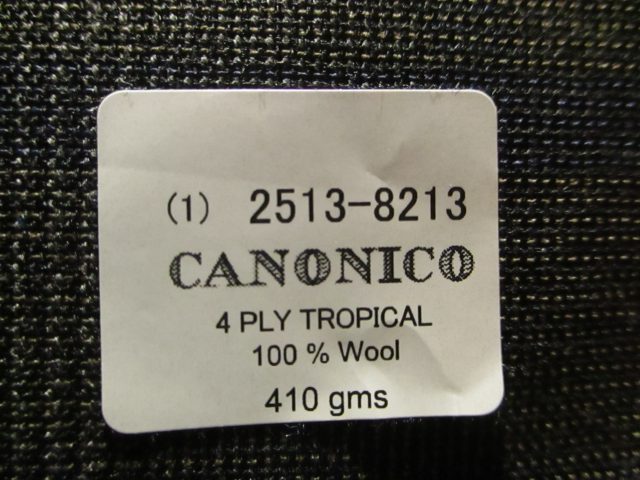 (1) 2513-8213
CANONICO
4 PLY TROPICAL
100 % Wool
410 gms